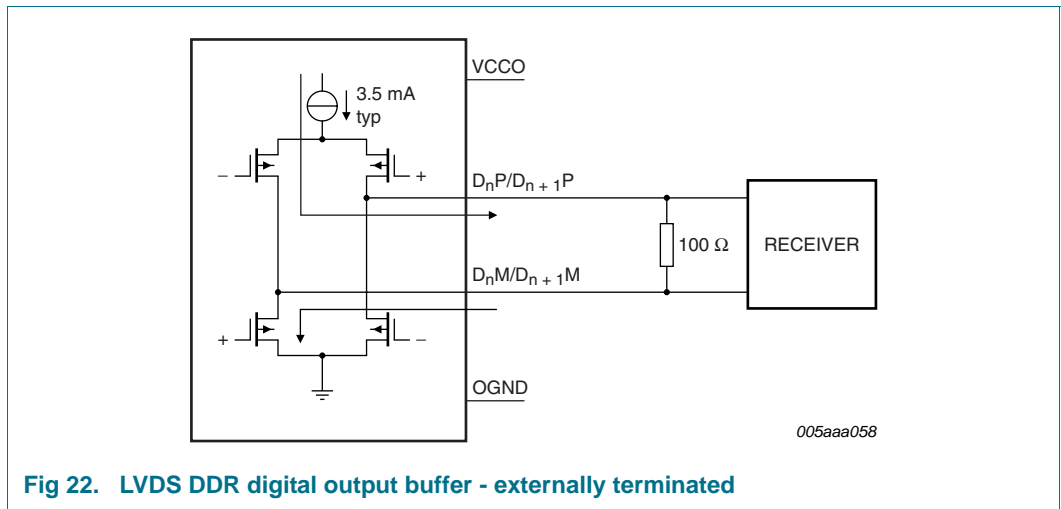 VCCO
3.5 mA
typ
−
+
DnP/Dn + 1P
100 Ω
RECEIVER
DnM/Dn + 1M
+
−
OGND
005aaa058
Fig 22. LVDS DDR digital output buffer - externally terminated